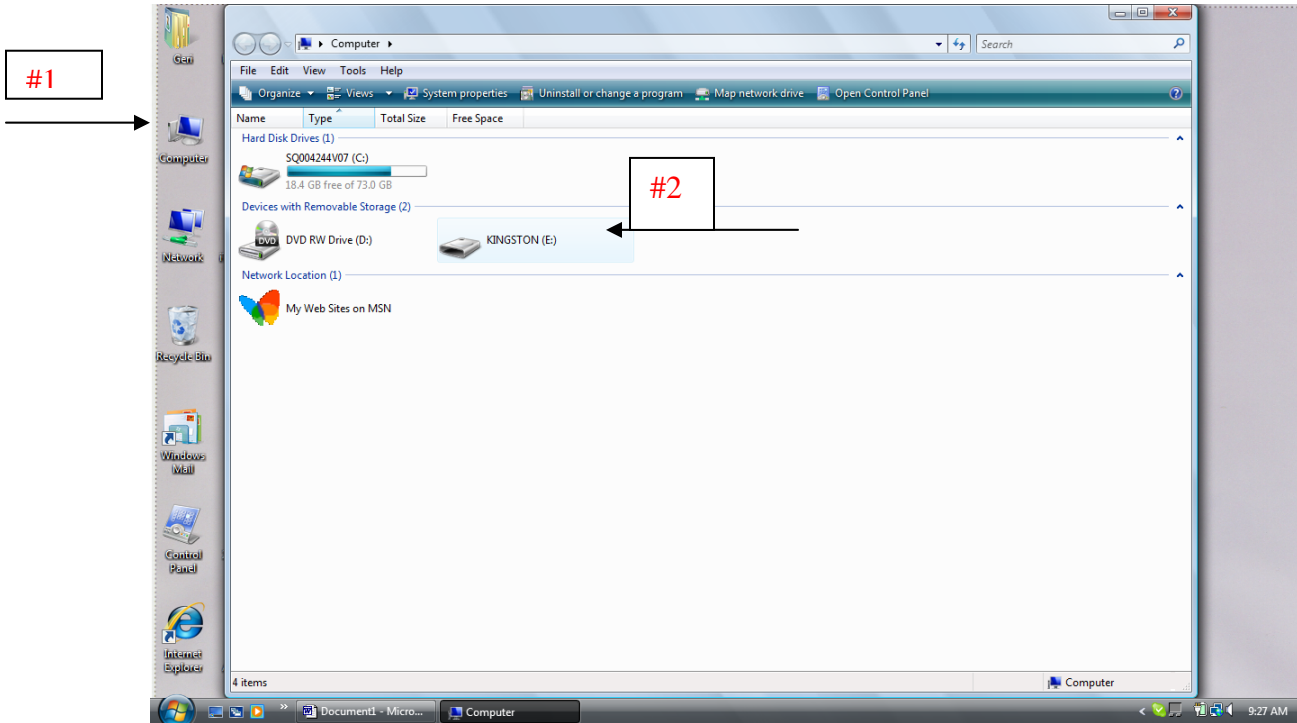 #1
Geri
Computer
Network
Recycle Bin
Windows
Mail
Control
Panel
Internet
Explorer
Computer
Search
File Edit View Tools Help
Organize Views System properties Uninstall or change a program Map network drive Open Control Panel
Name Type Total Size Free Space
Hard Disk Drives (1)
SQ004244V07 (C:)
18.4 GB free of 73.0 GB
#2
Devices with Removable Storage (2)
DVD
DVD RW Drive (D:)
KINGSTON (E:)
Network Location (1)
My Web Sites on MSN
4 items
Computer
Document1 - Micro...
Computer
9:27 AM